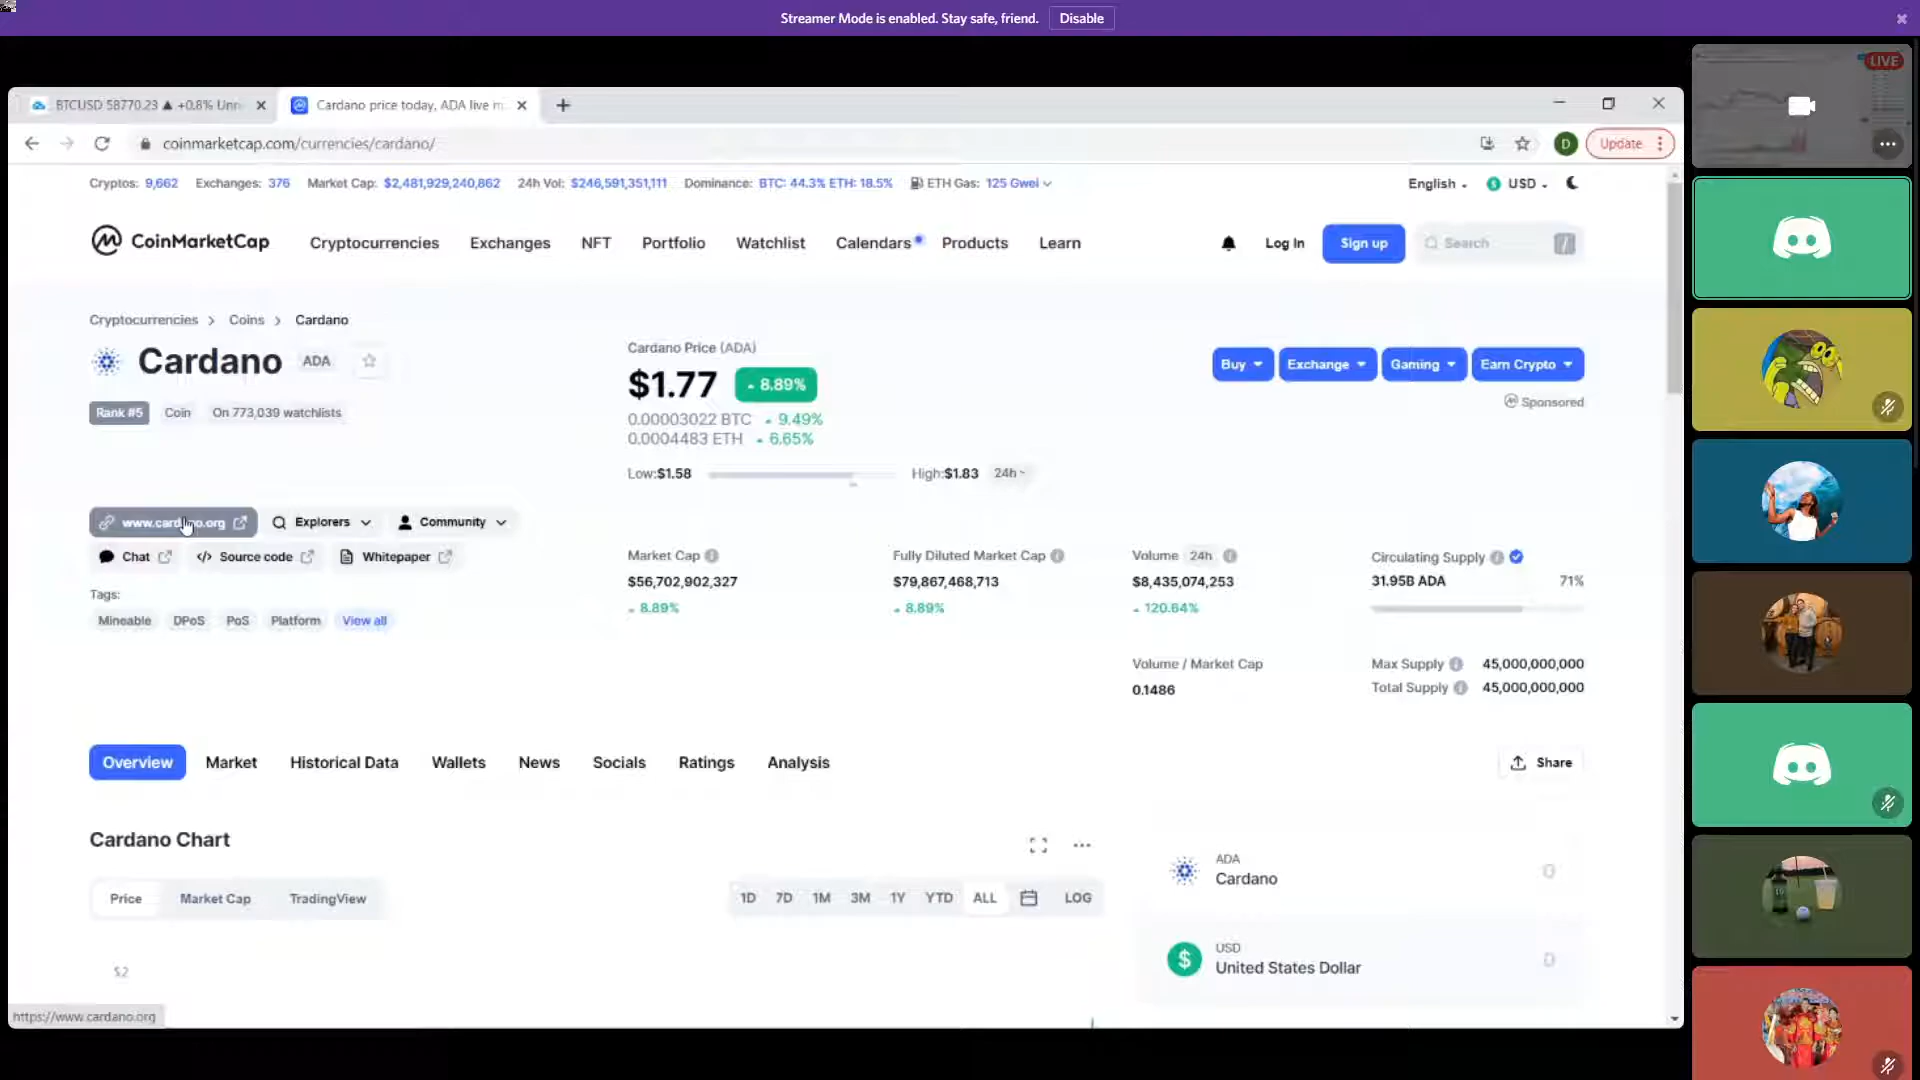 Streamer Mode is enabled. Stay safe, friend. Disable
LIVE
BTCUSD 58770.23 ▲ +0.8% Unn
Cardano price today, ADA live m
coinmarketcap.com/currencies/cardano/
D
Update
Cryptos: 9,662 Exchanges: 376 Market Cap: $2,481,929,240,862 24h Vol: $246,591,351,111 Dominance: BTC: 44.3% ETH: 18.5% ETH Gas: 125 Gwei
English USD
CoinMarketCap Cryptocurrencies Exchanges NFT Portfolio Watchlist Calendars Products Learn Log In Sign up Search /
Cryptocurrencies > Coins > Cardano
Cardano ADA
Rank #5 Coin On 773,039 watchlists
Cardano Price (ADA)
$1.77 8.89%
0.00003022 BTC 9.49%
0.0004483 ETH 6.65%
Low:$1.58 High:$1.83 24h
Buy Exchange Gaming Earn Crypto
Sponsored
www.cardano.org Explorers Community
Chat Source code Whitepaper
Tags:
Mineable DPoS PoS Platform View all
Market Cap
$56,702,902,327
8.89%
Fully Diluted Market Cap
$79,867,468,713
8.89%
Volume 24h
$8,435,074,253
120.64%
Volume / Market Cap
0.1486
Circulating Supply
31.95B ADA 71%
Max Supply 45,000,000,000
Total Supply 45,000,000,000
Overview Market Historical Data Wallets News Socials Ratings Analysis Share
Cardano Chart
Price Market Cap TradingView
1D 7D 1M 3M 1Y YTD ALL LOG
$2
ADA
Cardano
0
USD
United States Dollar
0
https://www.cardano.org